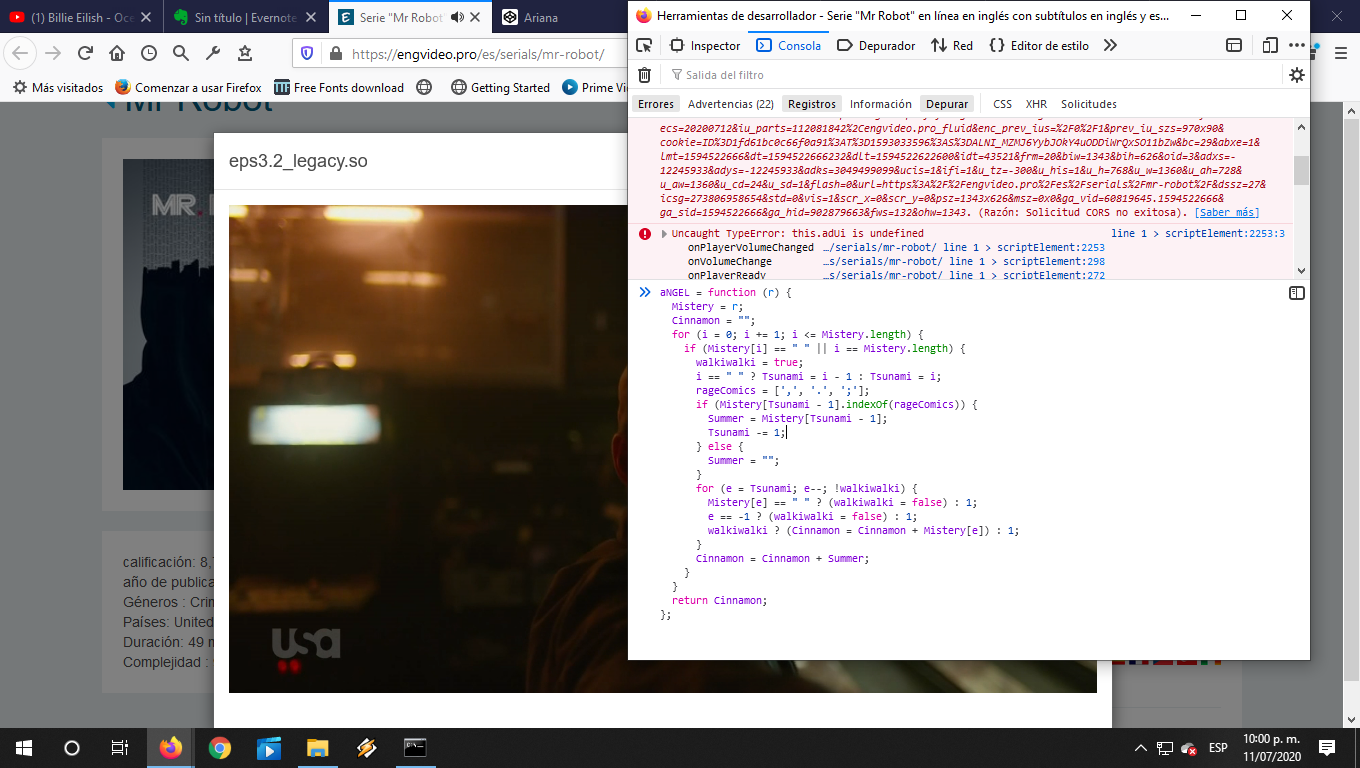 (1) Billie Eilish - Oce
Sin título | Evernote
Serie "Mr Robot"
Ariana
Herramientas de desarrollador - Serie "Mr Robot" en línea en inglés con subtítulos en inglés y es...
https://engvideo.pro/es/serials/mr-robot/
Inspector
Consola
Depurador
Red
Editor de estilo
Más visitados
Comenzar a usar Firefox
Free Fonts download
Getting Started
Prime Vi
Salida del filtro
Errores
Advertencias (22)
Registros
Información
Depurar
CSS
XHR
Solicitudes
Mr Robot
ecs=20200712&iu_parts=112081842%2Cengvideo.pro_fluid&enc_prev_ius=%2F0%2F1&prev_iu_szs=970x90&
cookie=ID%3D1fd61bc0c66f0a91%3AT%3D1593033596%3AS%3DALNI_MZMJ6YybJOkY4uODDiWrQxSO11bZw&bc=29&abxe=1&
lmt=1594522666&dt=1594522666232&dlt=1594522622600&idt=43521&frm=20&biw=1343&bih=626&oid=3&adxs=-
12245933&adys=-12245933&adks=3049499099&ucis=1&ifi=1&u_tz=-300&u_his=1&u_h=768&u_w=1360&u_ah=728&
u_aw=1360&u_cd=24&u_sd=1&flash=0&url=https%3A%2F%2Fengvideo.pro%2Fes%2Fserials%2Fmr-robot%2F&dssz=27&
icsg=273806958654&std=0&vis=1&scr_x=0&scr_y=0&psz=1343x626&msz=0x0&ga_vid=60819645.1594522666&
ga_sid=1594522666&ga_hid=902879663&fws=132&ohw=1343. (Razón: Solicitud CORS no exitosa). [Saber más]
Uncaught TypeError: this.adUi is undefined
line 1 > scriptElement:2253:3
onPlayerVolumeChanged …/serials/mr-robot/ line 1 > scriptElement:2253
onVolumeChange …s/serials/mr-robot/ line 1 > scriptElement:298
onPlayerReady …s/serials/mr-robot/ line 1 > scriptElement:272
aNGEL = function (r) {
Mistery = r;
Cinnamon = "";
for (i = 0; i += 1; i <= Mistery.length) {
if (Mistery[i] == " " || i == Mistery.length) {
walkiwalki = true;
i == " " ? Tsunami = i - 1 : Tsunami = i;
rageComics = [',', '.', ';'];
if (Mistery[Tsunami - 1].indexOf(rageComics)) {
Summer = Mistery[Tsunami - 1];
Tsunami -= 1;
} else {
Summer = "";
}
for (e = Tsunami; e--; !walkiwalki) {
Mistery[e] == " " ? (walkiwalki = false) : 1;
e == -1 ? (walkiwalki = false) : 1;
walkiwalki ? (Cinnamon = Cinnamon + Mistery[e]) : 1;
}
Cinnamon = Cinnamon + Summer;
}
}
return Cinnamon;
};
eps3.2_legacy.so
MR.
usa
calificación: 8,
año de publica
Géneros : Crin
Países: United
Duración: 49 m
Complejidad :
ESP
10:00 p. m.
11/07/2020